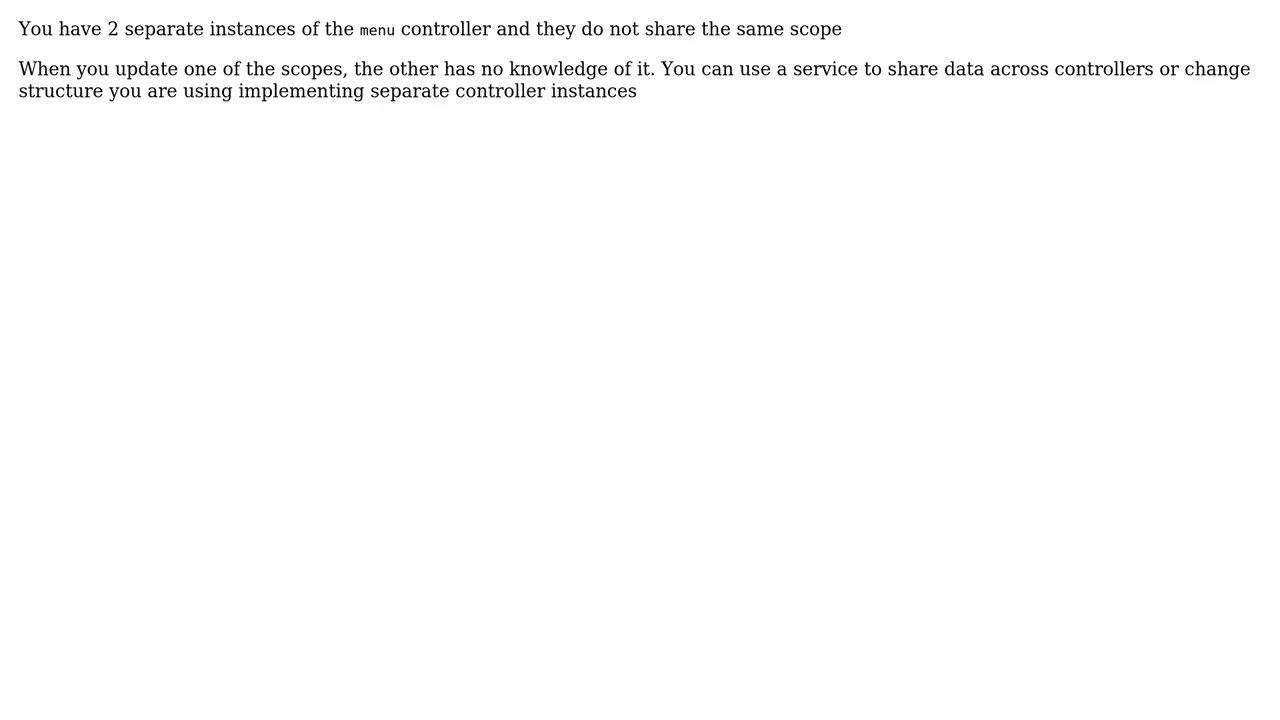 You have 2 separate instances of the menu controller and they do not share the same scope
When you update one of the scopes, the other has no knowledge of it. You can use a service to share data across controllers or change
structure you are using implementing separate controller instances